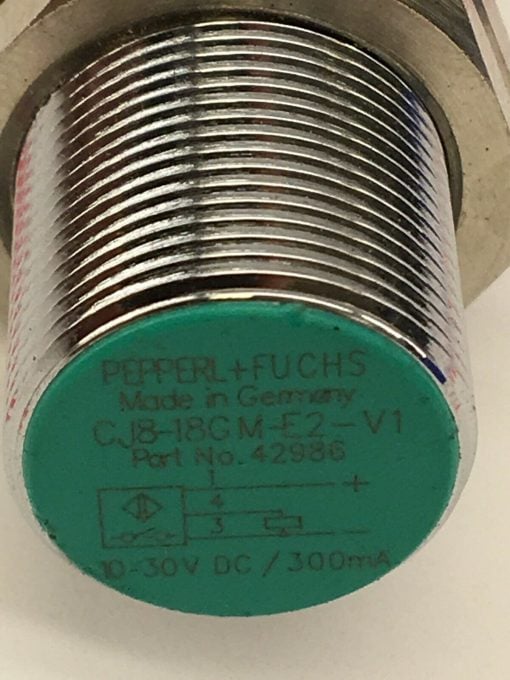 PEPPERL+FUCHS
Made in Germany
CJ8-18GM-E2-V1
Part No. 42986
1 +
4
3 -
10-30V DC / 300mA